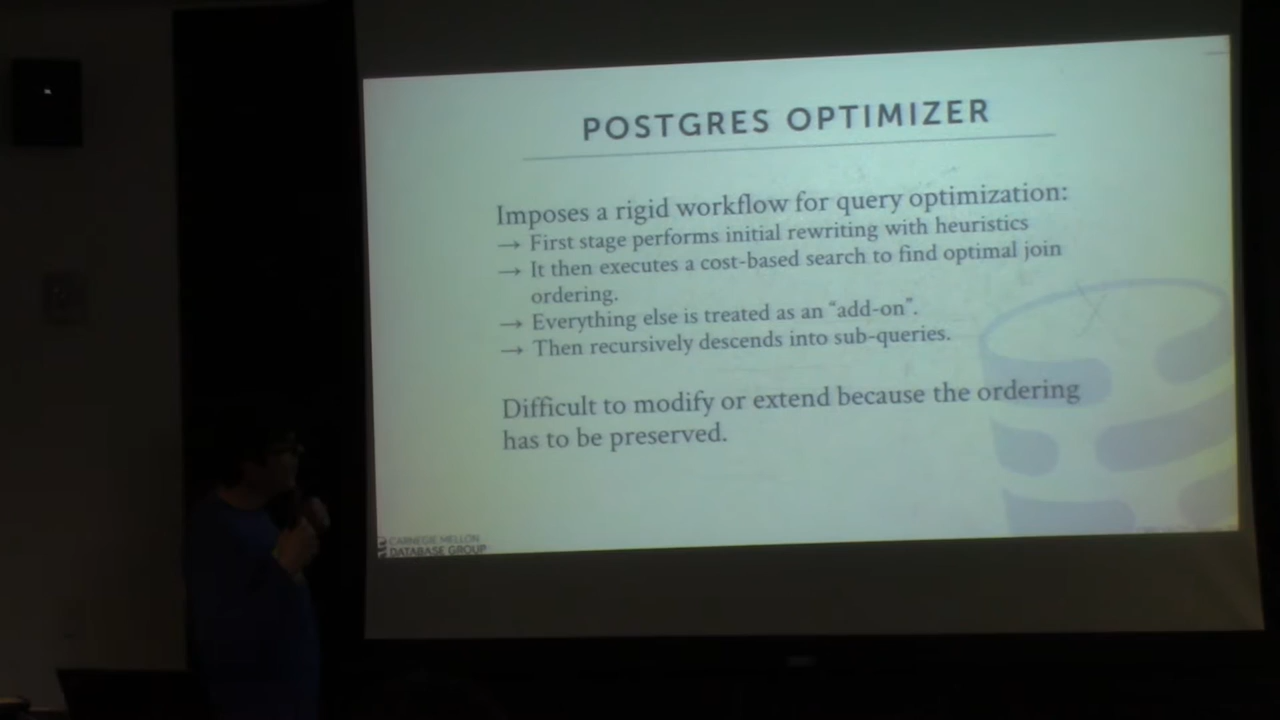 POSTGRES OPTIMIZER
Imposes a rigid workflow for query optimization:
→ First stage performs initial rewriting with heuristics
→ It then executes a cost-based search to find optimal join
ordering.
→ Everything else is treated as an “add-on”.
→ Then recursively descends into sub-queries.
Difficult to modify or extend because the ordering
has to be preserved.
CARNEGIE MELLON
DATABASE GROUP